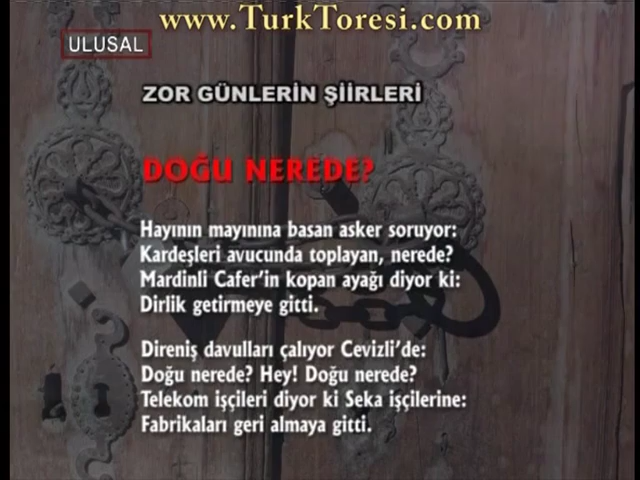 www.TurkToresi.com
ULUSAL
ZOR GÜNLERİN ŞİİRLERİ
DOĞU NEREDE?
Hayının mayınına basan asker soruyor:
Kardeşleri avucunda toplayan, nerede?
Mardinli Cafer'in kopan ayağı diyor ki:
Dirlik getirmeye gitti.
Direniş davulları çalıyor Cevizli'de:
Doğu nerede? Hey! Doğu nerede?
Telekom işçileri diyor ki Seka işçilerine:
Fabrikaları geri almaya gitti.